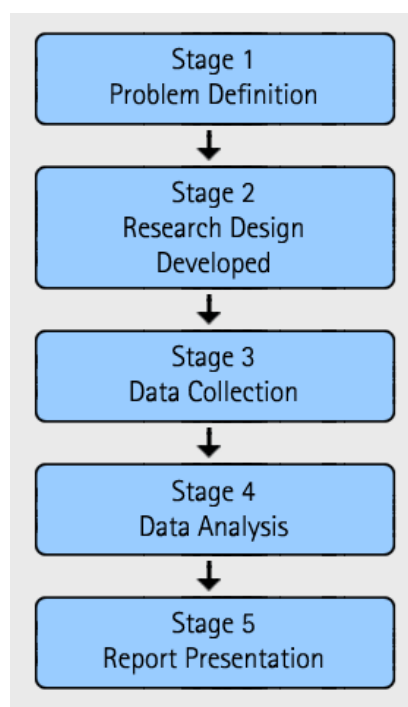 Stage 1
Problem Definition
Stage 2
Research Design
Developed
Stage 3
Data Collection
Stage 4
Data Analysis
Stage 5
Report Presentation